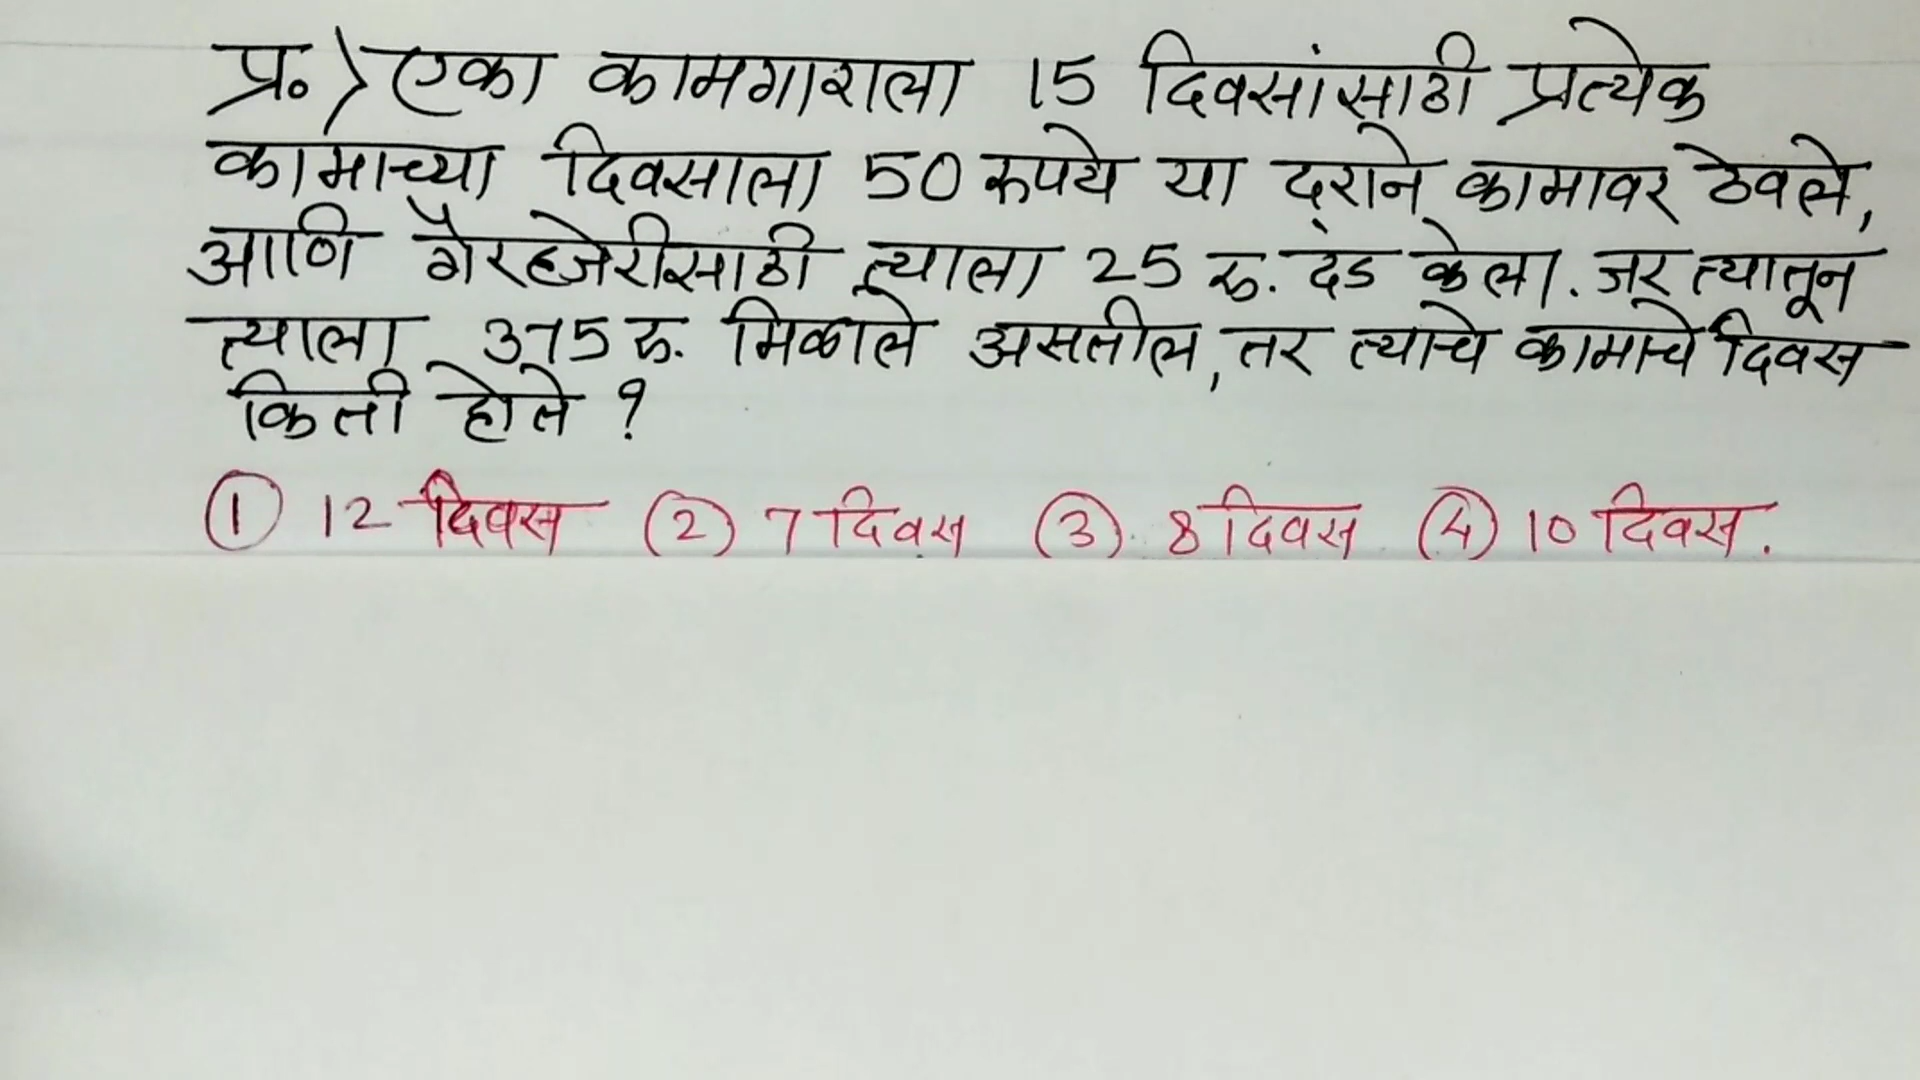 प्र.) एका कामगाराला 15 दिवसांसाठी प्रत्येक
कामाच्या दिवसाला 50 रुपये या दराने कामावर ठेवले,
आणि गैरहजेरीसाठी त्याला 25 रु. दंड केला. जर त्यातून
त्याला 375 रु. मिळाले असतील, तर त्याचे कामाचे दिवस
किती होते ?
① 12 दिवस (2) 7 दिवस (3) 8 दिवस (4) 10 दिवस.